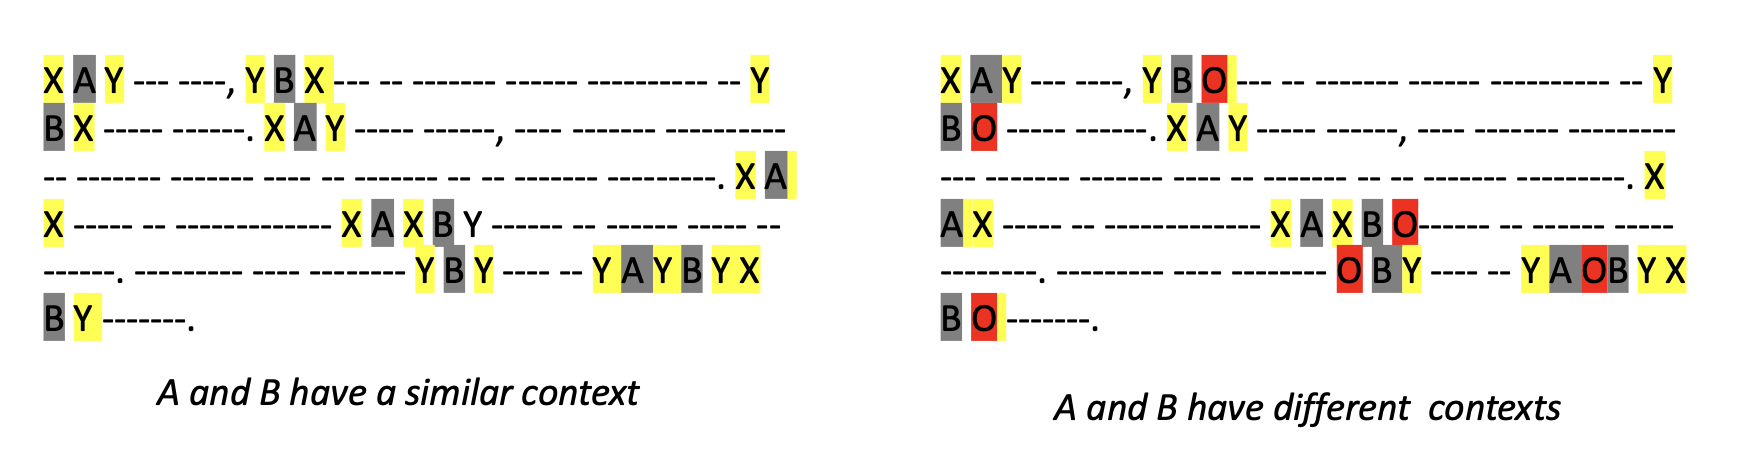 X A Y --- ----, Y B X --- -- ------- ------ ---------- -- Y
B X ----- ------. X A Y ----- ------, ---- ------- ----------
-- ------- ------- ---- -- ------- -- -- ------- ---------. X A
X ----- -- ------------- X A X B Y ------ -- ------ ----- --
------. --------- ---- -------- Y B Y ---- -- Y A Y B Y X
B Y -------.
A and B have a similar context
X A Y --- ----, Y B O --- -- ------- ------ ---------- -- Y
B O ----- ------. X A Y ----- ------, ---- ------- ---------
--- ------- ------- ---- -- ------- -- -- ------- ---------. X
A X ----- -- ------------- X A X B O ------ -- ------ -----
--------. --------- ---- -------- O B Y ---- -- Y A O B Y X
B O -------.
A and B have different contexts